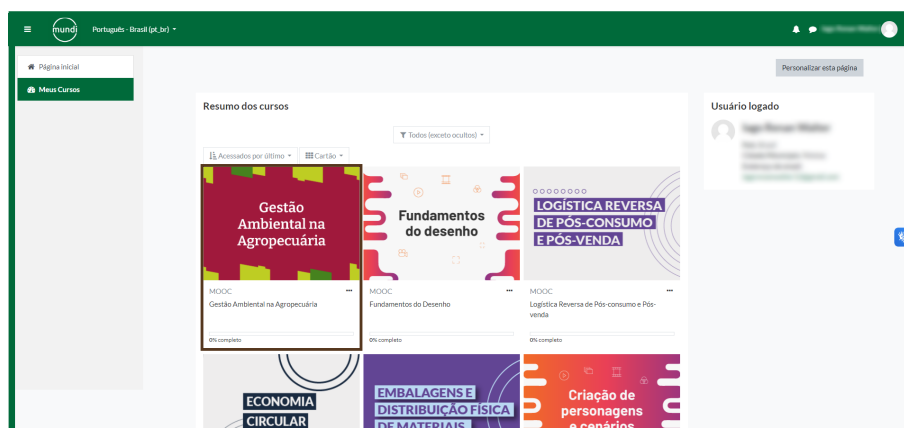 mundi
Português - Brasil (pt_br)
Página inicial
Meus Cursos
Personalizar esta página
Resumo dos cursos
Todos (exceto ocultos)
Acessados por último
Cartão
Usuário logado
Gestão
Ambiental na
Agropecuária
Fundamentos
do desenho
LOGÍSTICA REVERSA
DE PÓS-CONSUMO
E PÓS-VENDA
MOOC
Gestão Ambiental na Agropecuária
0% completo
MOOC
Fundamentos do Desenho
0% completo
MOOC
Logística Reversa de Pós-consumo e Pós-
venda
0% completo
ECONOMIA
CIRCULAR
EMBALAGENS E
DISTRIBUIÇÃO FÍSICA
DE MATERIAIS
Criação de
personagens
e cenários